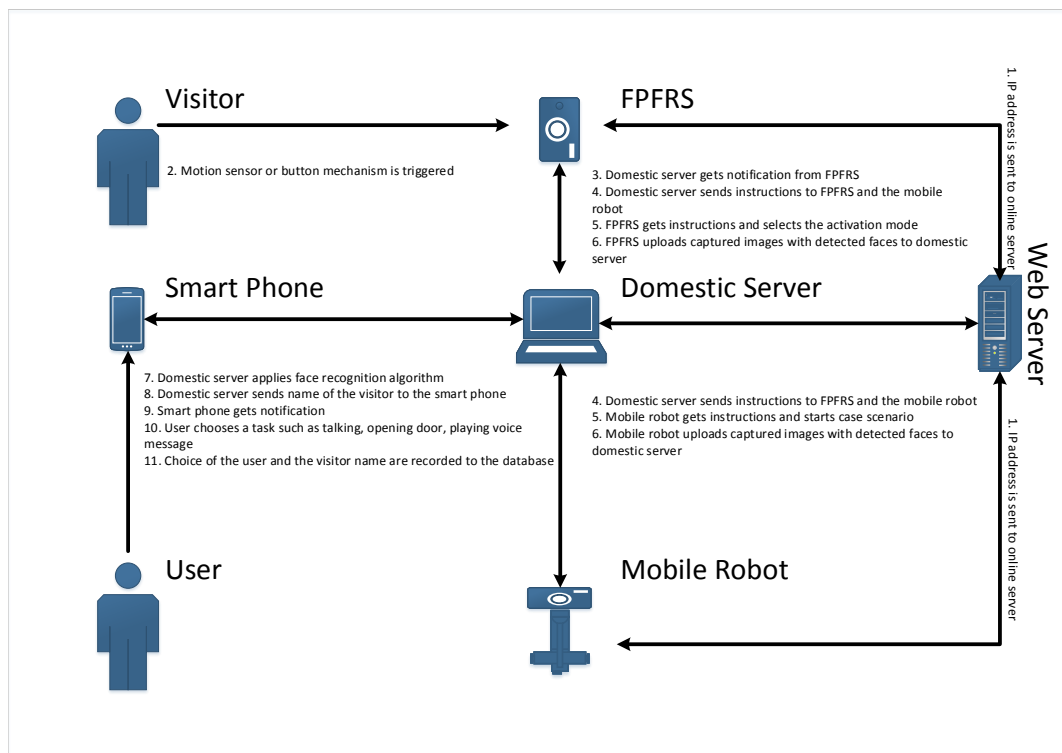 Visitor
FPFRS
1. IP address is sent to online server
2. Motion sensor or button mechanism is triggered
3. Domestic server gets notification from FPFRS
4. Domestic server sends instructions to FPFRS and the mobile
robot
5. FPFRS gets instructions and selects the activation mode
6. FPFRS uploads captured images with detected faces to domestic
server
Smart Phone
Domestic Server
Web Server
7. Domestic server applies face recognition algorithm
8. Domestic server sends name of the visitor to the smart phone
9. Smart phone gets notification
10. User chooses a task such as talking, opening door, playing voice
message
11. Choice of the user and the visitor name are recorded to the database
4. Domestic server sends instructions to FPFRS and the mobile robot
5. Mobile robot gets instructions and starts case scenario
6. Mobile robot uploads captured images with detected faces to
domestic server
1. IP address is sent to online server
User
Mobile Robot